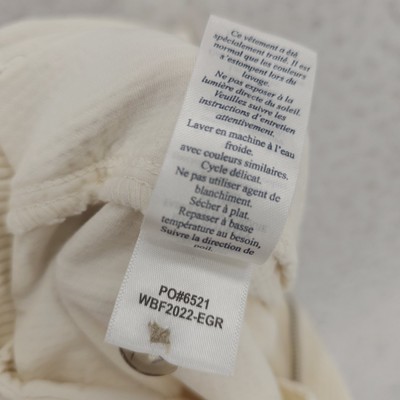 Ce vêtement a été
spécialement traité. Il est
normal que les couleurs
s'estompent lors du
lavage.
Ne pas exposer à la
lumière directe du soleil.
Veuillez suivre les
instructions d'entretien
attentivement.
Laver en machine à l'eau
froide.
avec couleurs similaires.
Cycle délicat.
Ne pas utiliser agent de
blanchiment.
Sécher à plat.
Repasser à basse
température au besoin.
Suivre la direction de
poil.
PO#6521
WBF2022-EGR